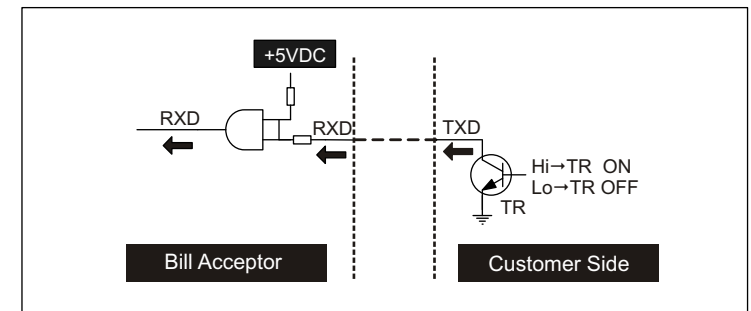 +5VDC
RXD
RXD
TXD
Hi→TR ON
Lo→TR OFF
TR
Bill Acceptor
Customer Side